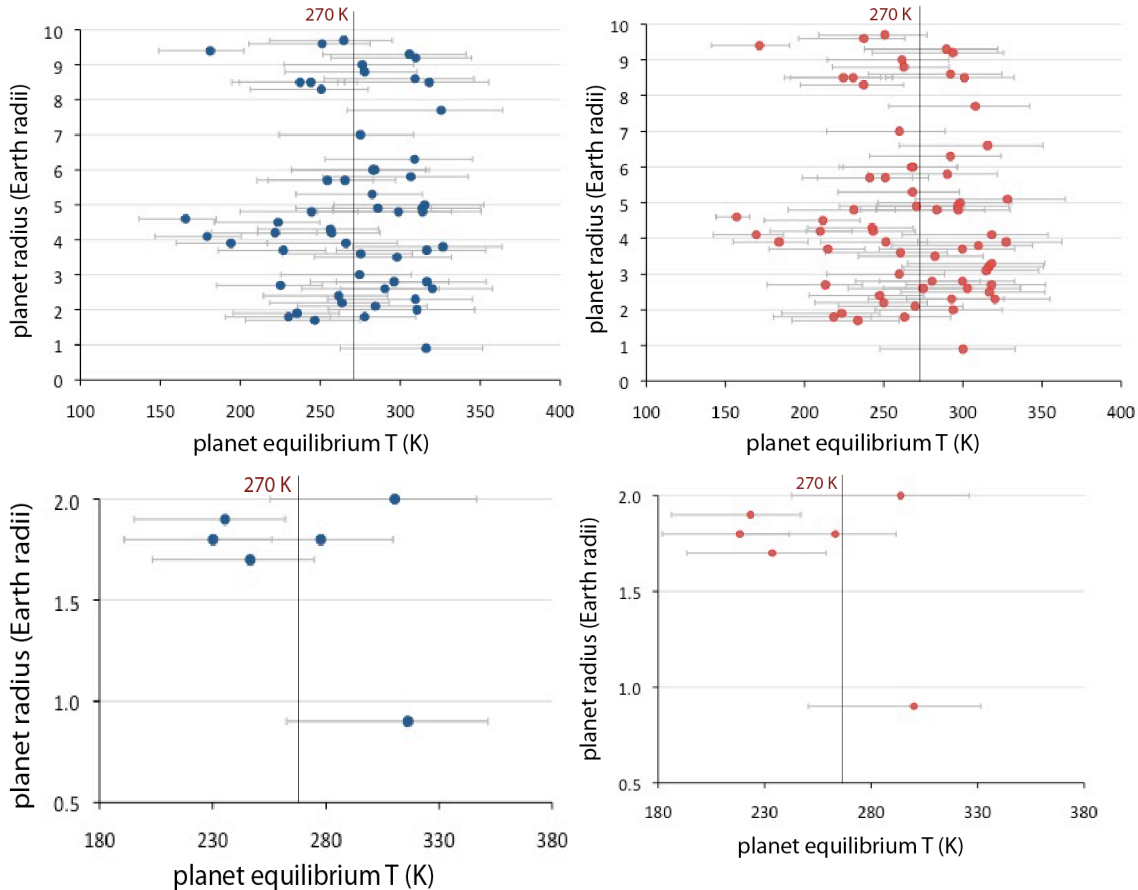 270 K
10
9
8
7
6
5
4
3
2
1
0
planet radius (Earth radii)
100 150 200 250 300 350 400
planet equilibrium T (K)
270 K
10
9
8
7
6
5
4
3
2
1
0
planet radius (Earth radii)
100 150 200 250 300 350 400
planet equilibrium T (K)
270 K
2.0
1.5
1.0
0.5
planet radius (Earth radii)
180 230 280 330 380
planet equilibrium T (K)
270 K
2.0
1.5
1.0
0.5
planet radius (Earth radii)
180 230 280 330 380
planet equilibrium T (K)